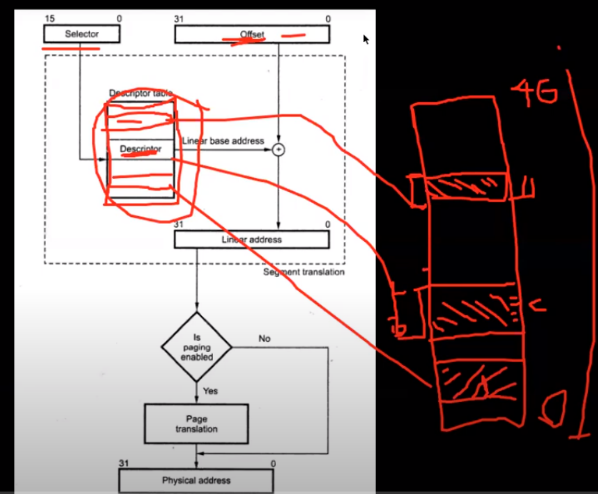 15 0
31 0
Selector
Offset
Descriptor table
Linear base address
Descriptor
+
31 0
Linear address
Segment translation
Is
paging
enabled
No
Yes
Page
translation
31 0
Physical address
4G
U
C
b
0